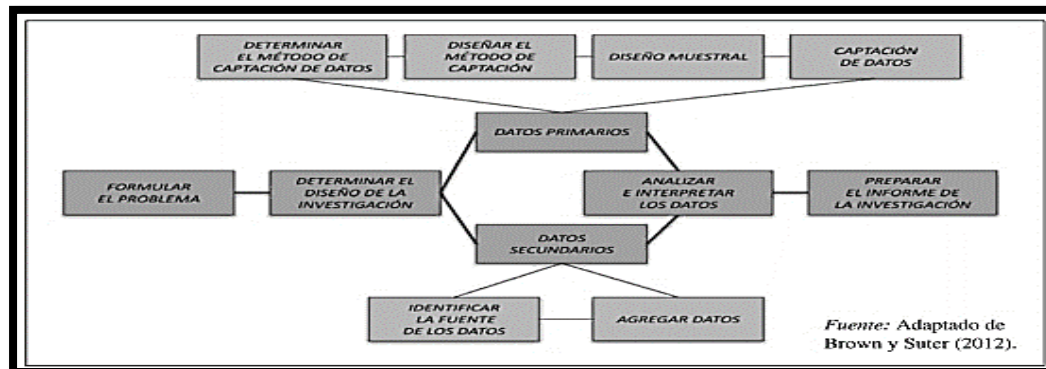 DETERMINAR
EL MÉTODO DE
CAPTACIÓN DE DATOS
DISEÑAR EL
MÉTODO DE
CAPTACIÓN
DISEÑO MUESTRAL
CAPTACIÓN
DE DATOS
DATOS PRIMARIOS
FORMULAR
EL PROBLEMA
DETERMINAR EL
DISEÑO DE LA
INVESTIGACIÓN
ANALIZAR
E INTERPRETAR
LOS DATOS
PREPARAR
EL INFORME DE
LA INVESTIGACIÓN
DATOS
SECUNDARIOS
IDENTIFICAR
LA FUENTE
DE LOS DATOS
AGREGAR DATOS
Fuente: Adaptado de
Brown y Suter (2012).